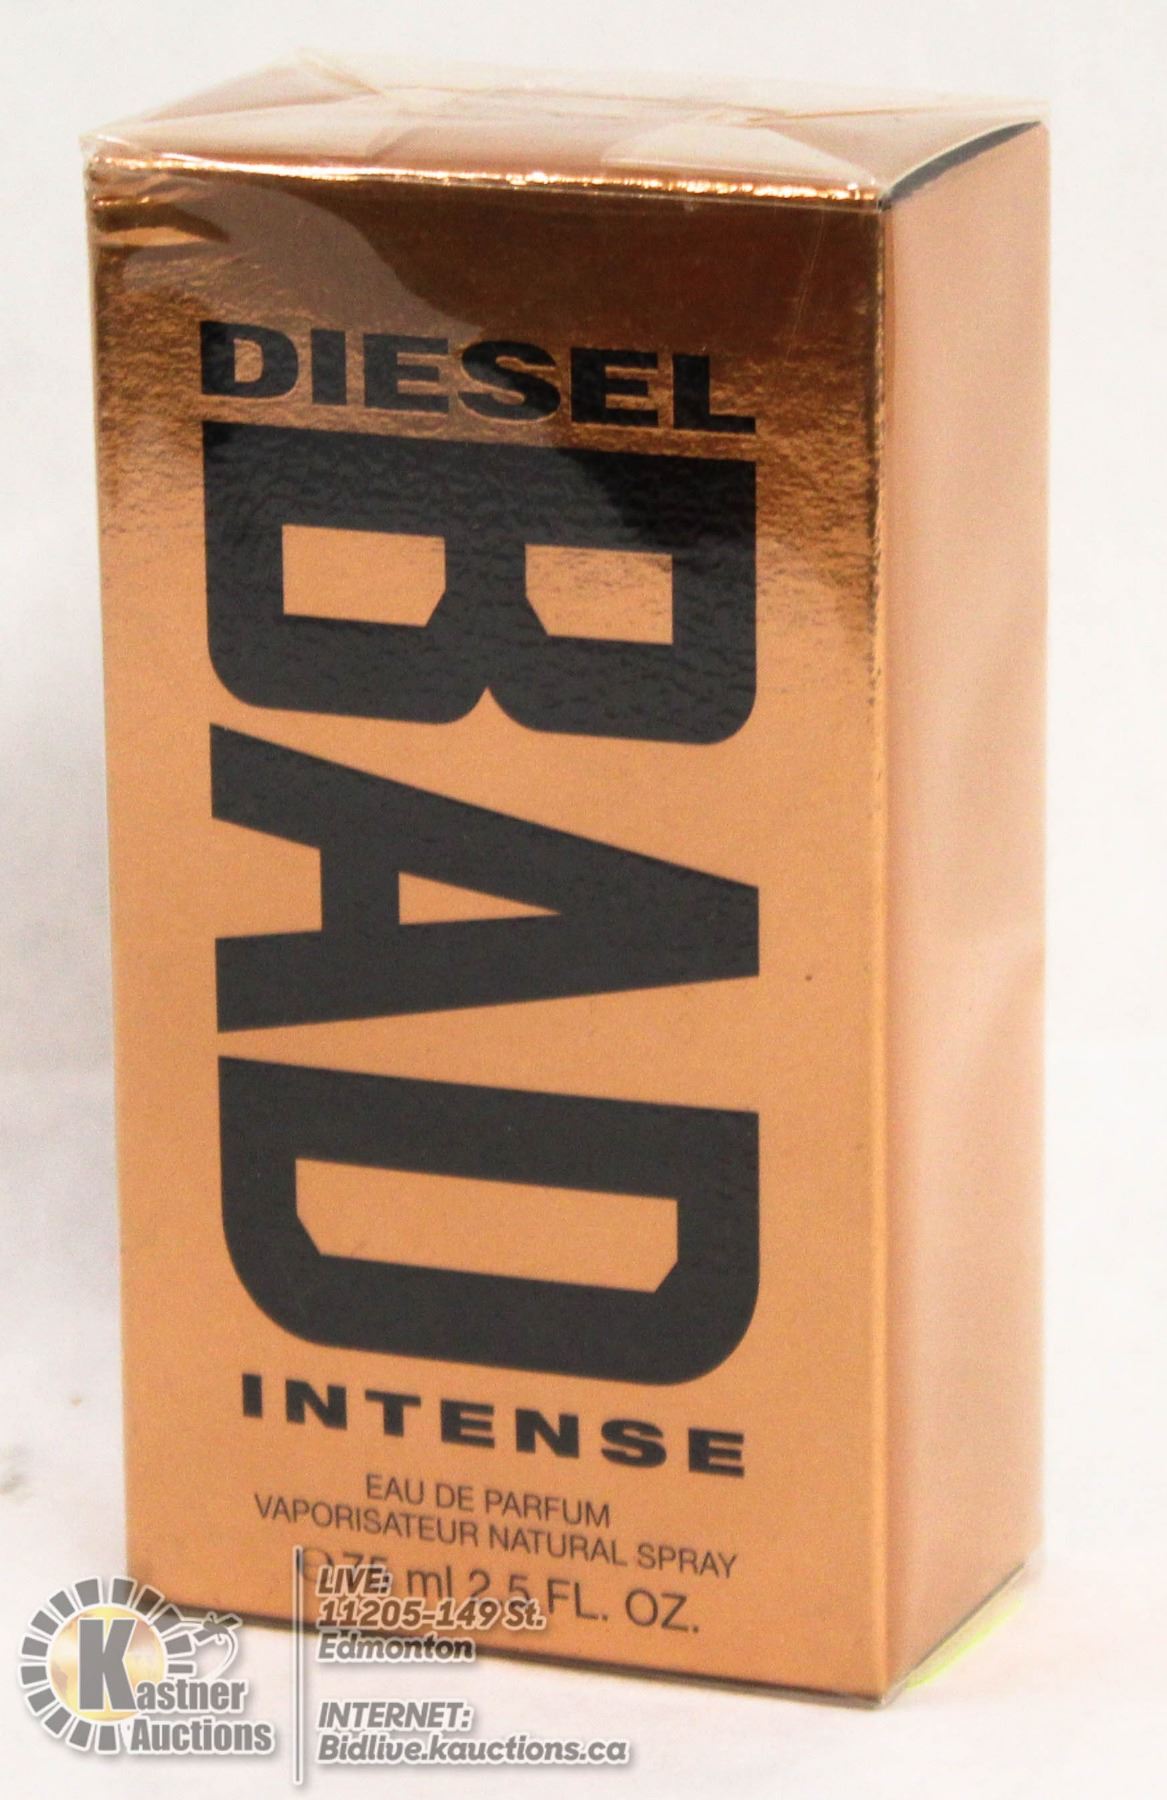 DIESEL
BAD
INTENSE
EAU DE PARFUM
VAPORISATEUR NATURAL SPRAY
℮ 75 ml 2.5 FL. OZ.
Kastner
Auctions
LIVE:
11205-149 St.
Edmonton
INTERNET:
Bidlive.kauctions.ca